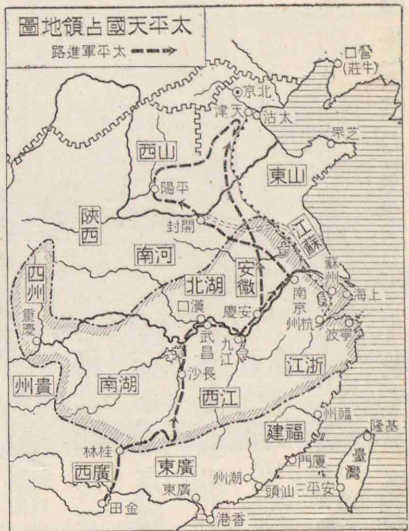 太平天國占領地圖
太平軍進路
營口
(牛莊)
北京
天津
太沽
芝罘
山西
山東
平陽
開封
陝西
江蘇
河南
安徽
四州
湖北
蘇州
南京
上海
漢口
安慶
重慶
杭州
寧波
武昌
九江
浙江
長沙
貴州
湖南
江西
福州
福建
基隆
桂林
廣西
廣東
廈門
臺灣
潮州
汕頭
安平
廣東
金田
香港